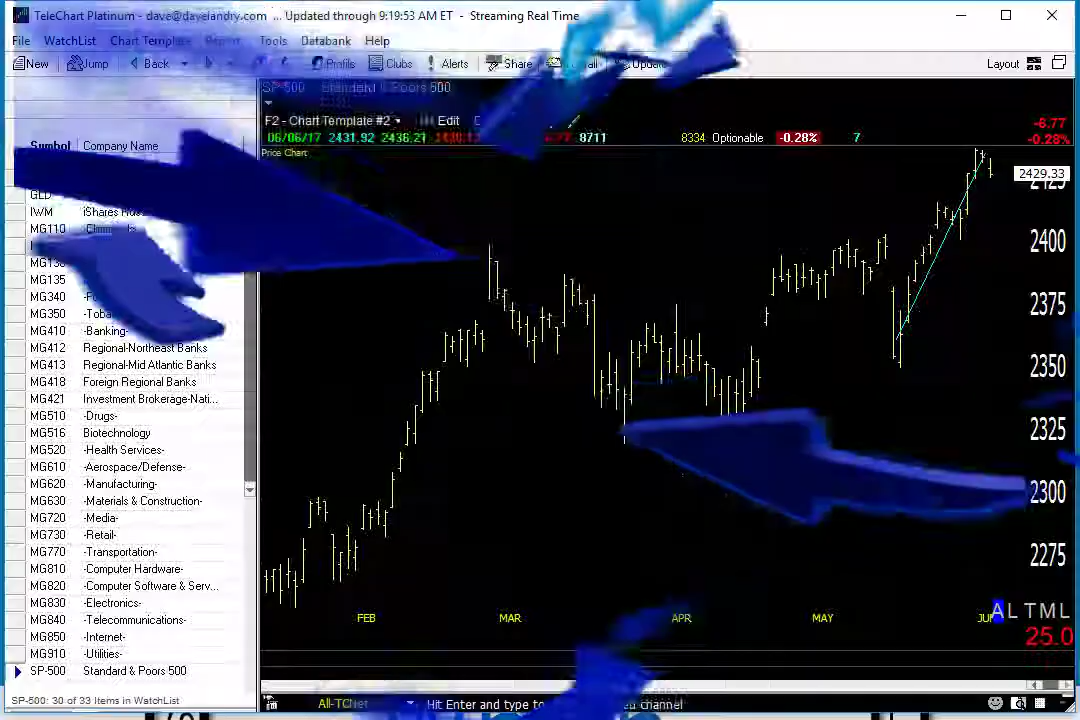 TeleChart Platinum - dave@davelandry.com ... Updated through 9:19:53 AM ET - Streaming Real Time
File WatchList Chart Template Tools Databank Help
New Jump Back Profils Clubs Alerts Share Layout
SP-500 Standard & Poors 500
F2 - Chart Template #2 Edit
06/06/17 2431.92 2436.21 8711 8334 Optionable -0.28% 7
-6.77
-0.28%
Price Chart
Symbol Company Name
GLD
IWM iShares
MG110
MG135
MG340
MG350
MG410 -Banking-
MG412 Regional-Northeast Banks
MG413 Regional-Mid Atlantic Banks
MG418 Foreign Regional Banks
MG421 Investment Brokerage-Nati...
MG510 -Drugs-
MG516 Biotechnology
MG520 -Health Services-
MG610 -Aerospace/Defense-
MG620 -Manufacturing-
MG630 -Materials & Construction-
MG720 -Media-
MG730 -Retail-
MG770 -Transportation-
MG810 -Computer Hardware-
MG820 -Computer Software & Serv...
MG830 -Electronics-
MG840 -Telecommunications-
MG850 -Internet-
MG910 -Utilities-
SP-500 Standard & Poors 500
2429.33
2400
2375
2350
2325
2300
2275
FEB MAR APR MAY JUN
A L T M L
25.0
SP-500: 30 of 33 items in WatchList
All-TCNet Hit Enter and type to channel